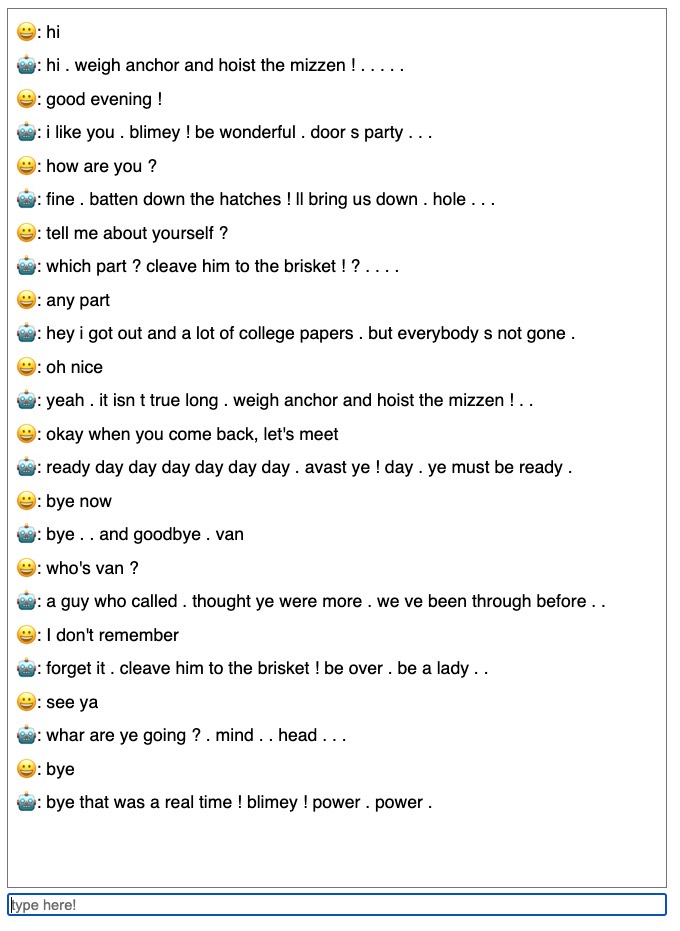 😀: hi
🤖: hi . weigh anchor and hoist the mizzen ! . . . . .
😀: good evening !
🤖: i like you . blimey ! be wonderful . door s party . . .
😀: how are you ?
🤖: fine . batten down the hatches ! ll bring us down . hole . . .
😀: tell me about yourself ?
🤖: which part ? cleave him to the brisket ! ? . . . .
😀: any part
🤖: hey i got out and a lot of college papers . but everybody s not gone .
😀: oh nice
🤖: yeah . it isn t true long . weigh anchor and hoist the mizzen ! . .
😀: okay when you come back, let's meet
🤖: ready day day day day day day . avast ye ! day . ye must be ready .
😀: bye now
🤖: bye . . and goodbye . van
😀: who's van ?
🤖: a guy who called . thought ye were more . we ve been through before . .
😀: I don't remember
🤖: forget it . cleave him to the brisket ! be over . be a lady . .
😀: see ya
🤖: whar are ye going ? . mind . . head . . .
😀: bye
🤖: bye that was a real time ! blimey ! power . power .
type here!